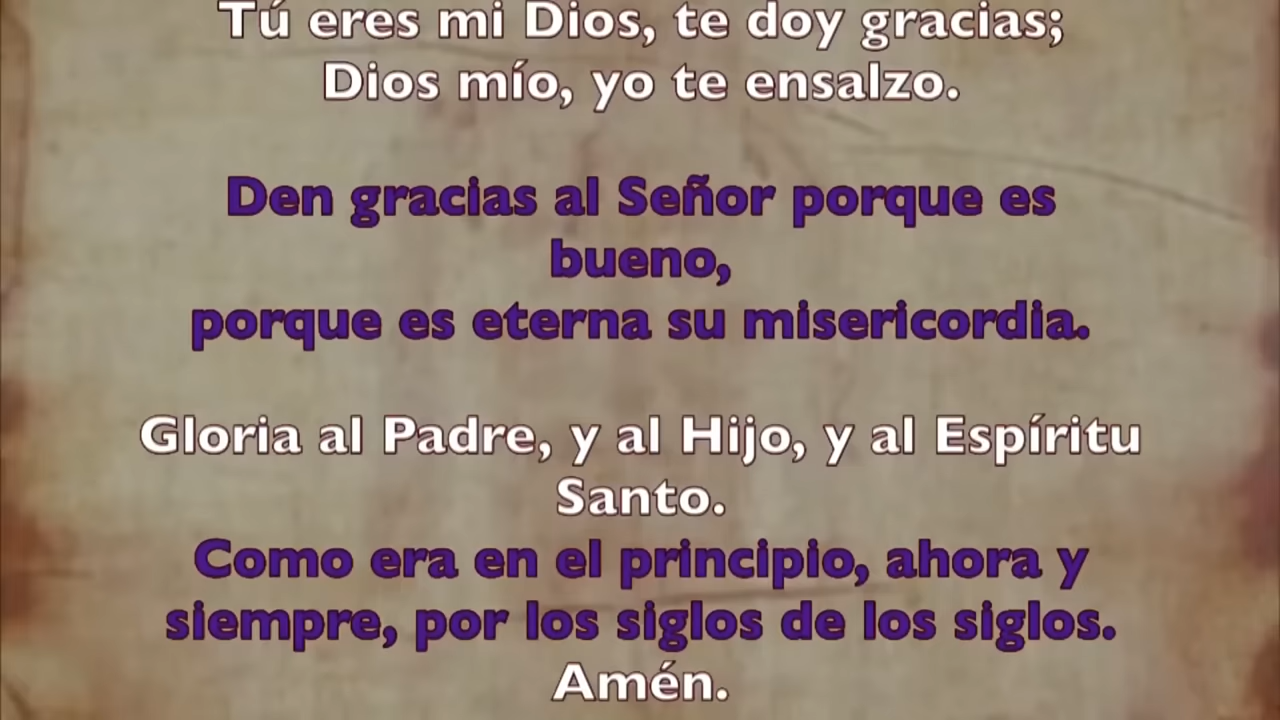 Tú eres mi Dios, te doy gracias;
Dios mío, yo te ensalzo.
Den gracias al Señor porque es
bueno,
porque es eterna su misericordia.
Gloria al Padre, y al Hijo, y al Espíritu
Santo.
Como era en el principio, ahora y
siempre, por los siglos de los siglos.
Amén.